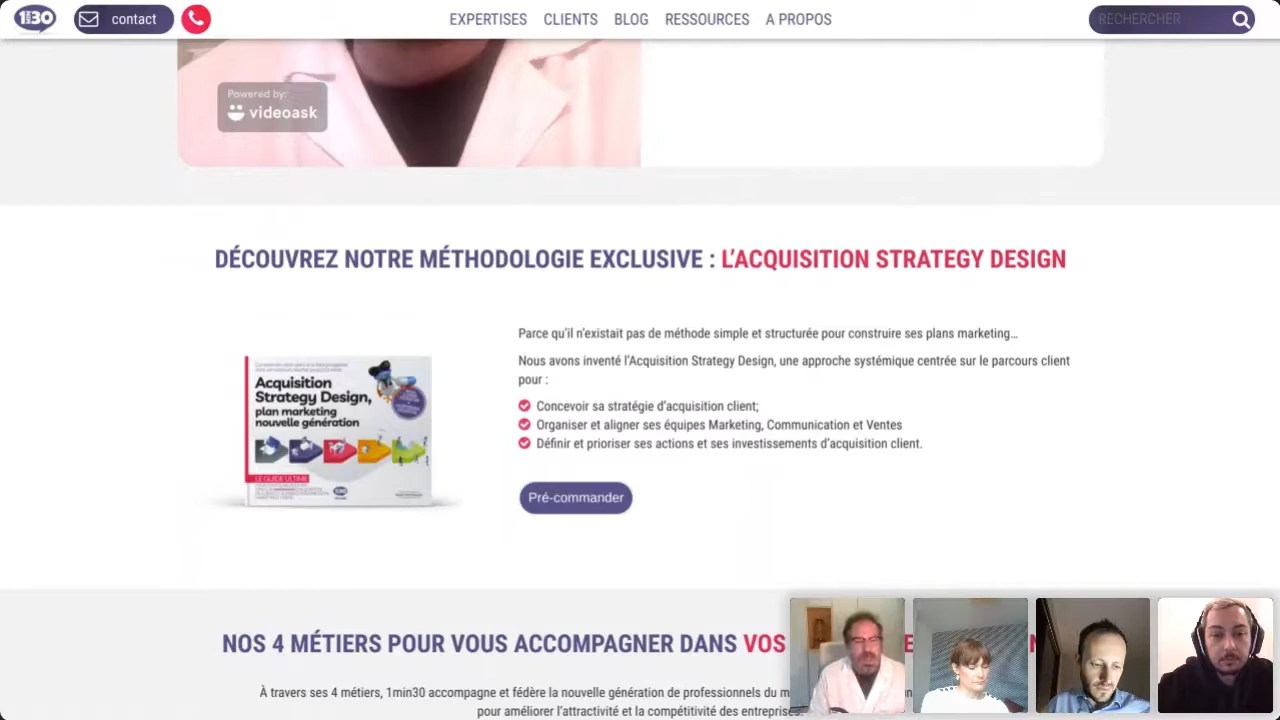 1min30
contact
EXPERTISES CLIENTS BLOG RESSOURCES A PROPOS
RECHERCHER
Powered by:
videoask
DÉCOUVREZ NOTRE MÉTHODOLOGIE EXCLUSIVE : L'ACQUISITION STRATEGY DESIGN
Acquisition
Strategy Design,
plan marketing
nouvelle génération
LE GUIDE ULTIME
Parce qu'il n'existait pas de méthode simple et structurée pour construire ses plans marketing…
Nous avons inventé l'Acquisition Strategy Design, une approche systémique centrée sur le parcours client
pour :
Concevoir sa stratégie d'acquisition client;
Organiser et aligner ses équipes Marketing, Communication et Ventes
Définir et prioriser ses actions et ses investissements d'acquisition client.
Pré-commander
NOS 4 MÉTIERS POUR VOUS ACCOMPAGNER DANS VOS
À travers ses 4 métiers, 1min30 accompagne et fédère la nouvelle génération de professionnels du
pour améliorer l'attractivité et la compétitivité des entreprises.